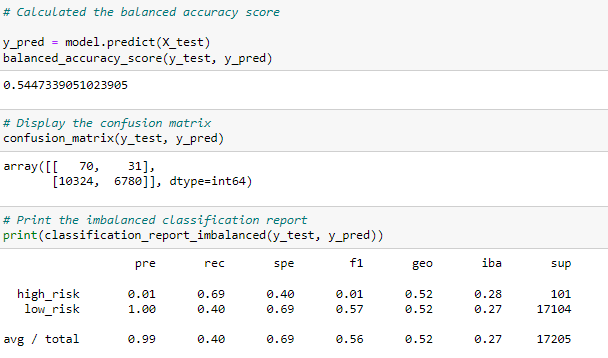 # Calculated the balanced accuracy score
y_pred = model.predict(X_test)
balanced_accuracy_score(y_test, y_pred)
0.5447339051023905
# Display the confusion matrix
confusion_matrix(y_test, y_pred)
array([[   70,    31],
       [10324,  6780]], dtype=int64)
# Print the imbalanced classification report
print(classification_report_imbalanced(y_test, y_pred))
                   pre       rec       spe        f1       geo       iba       sup
  high_risk       0.01      0.69      0.40      0.01      0.52      0.28       101
   low_risk       1.00      0.40      0.69      0.57      0.52      0.27     17104
avg / total       0.99      0.40      0.69      0.56      0.52      0.27     17205